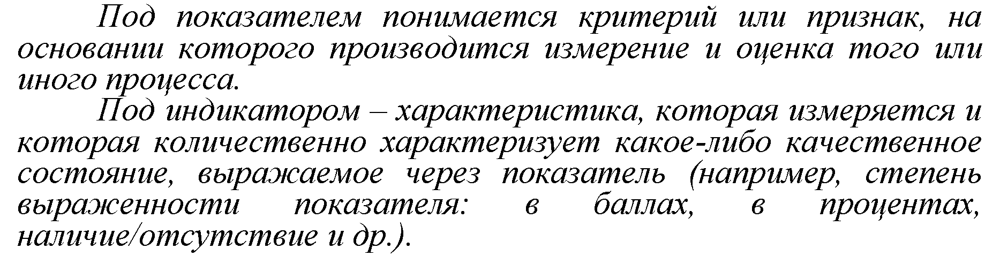 Под показателем понимается критерий или признак, на
основании которого производится измерение и оценка того или
иного процесса.
Под индикатором – характеристика, которая измеряется и
которая количественно характеризует какое-либо качественное
состояние, выражаемое через показатель (например, степень
выраженности показателя: в баллах, в процентах,
наличие/отсутствие и др.).